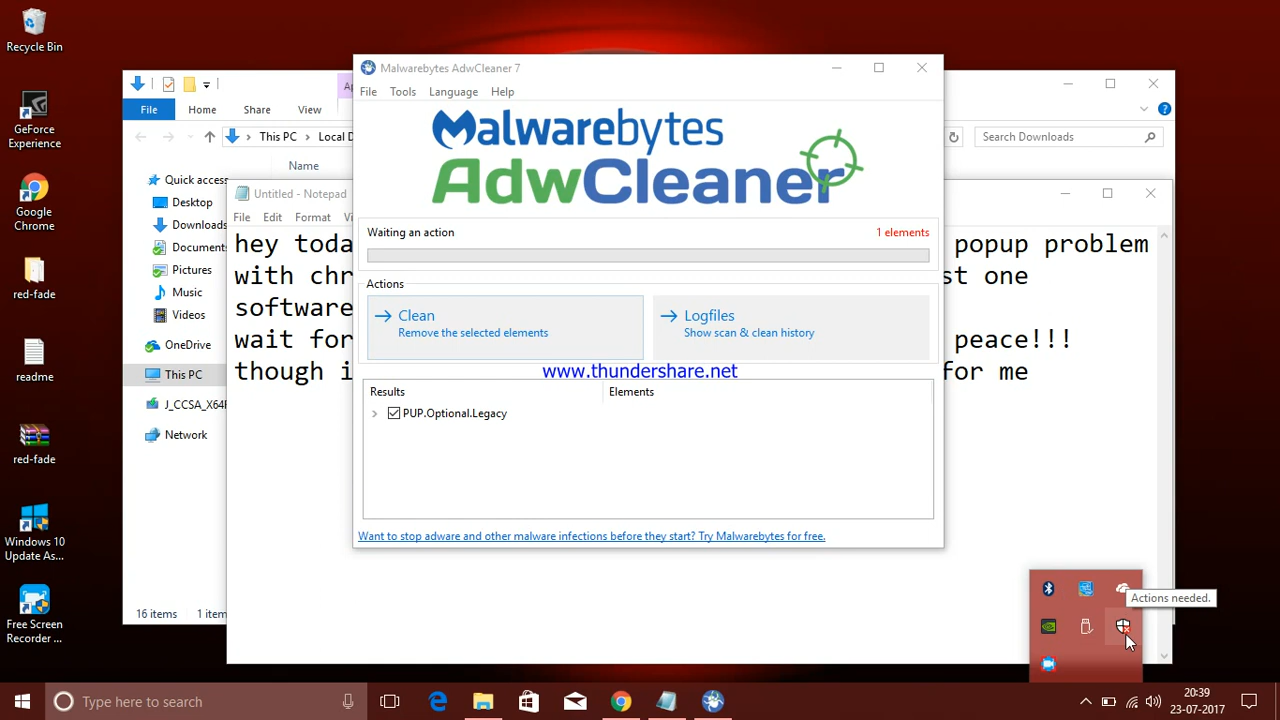 Recycle Bin
GeForce
Experience
Google
Chrome
red-fade
readme
red-fade
Windows 10
Update As...
Free Screen
Recorder ...
File
Home
Share
View
This PC
Local D
Search Downloads
Name
Quick access
Desktop
Downloads
Documents
Pictures
Music
Videos
OneDrive
This PC
J_CCSA_X64F
Network
16 items
1 item
Untitled - Notepad
File
Edit
Format
hey toda
popup problem
with chr
st one
software
wait for
peace!!!
though i
for me
Malwarebytes AdwCleaner 7
File
Tools
Language
Help
Malwarebytes
AdwCleaner
Waiting an action
1 elements
Actions
Clean
Remove the selected elements
Logfiles
Show scan & clean history
www.thundershare.net
Results
Elements
PUP.Optional.Legacy
Want to stop adware and other malware infections before they start? Try Malwarebytes for free.
Actions needed.
Type here to search
20:39
23-07-2017